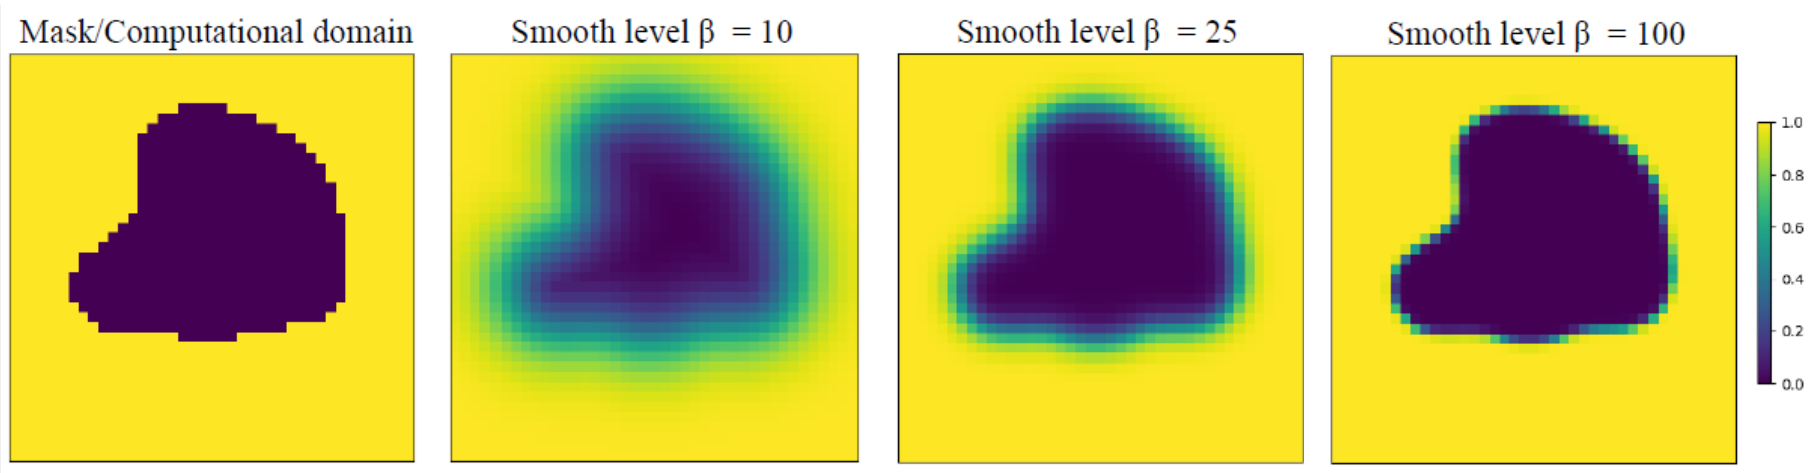 Mask/Computational domain
Smooth level β = 10
Smooth level β = 25
Smooth level β = 100
1.0
0.8
0.6
0.4
0.2
0.0